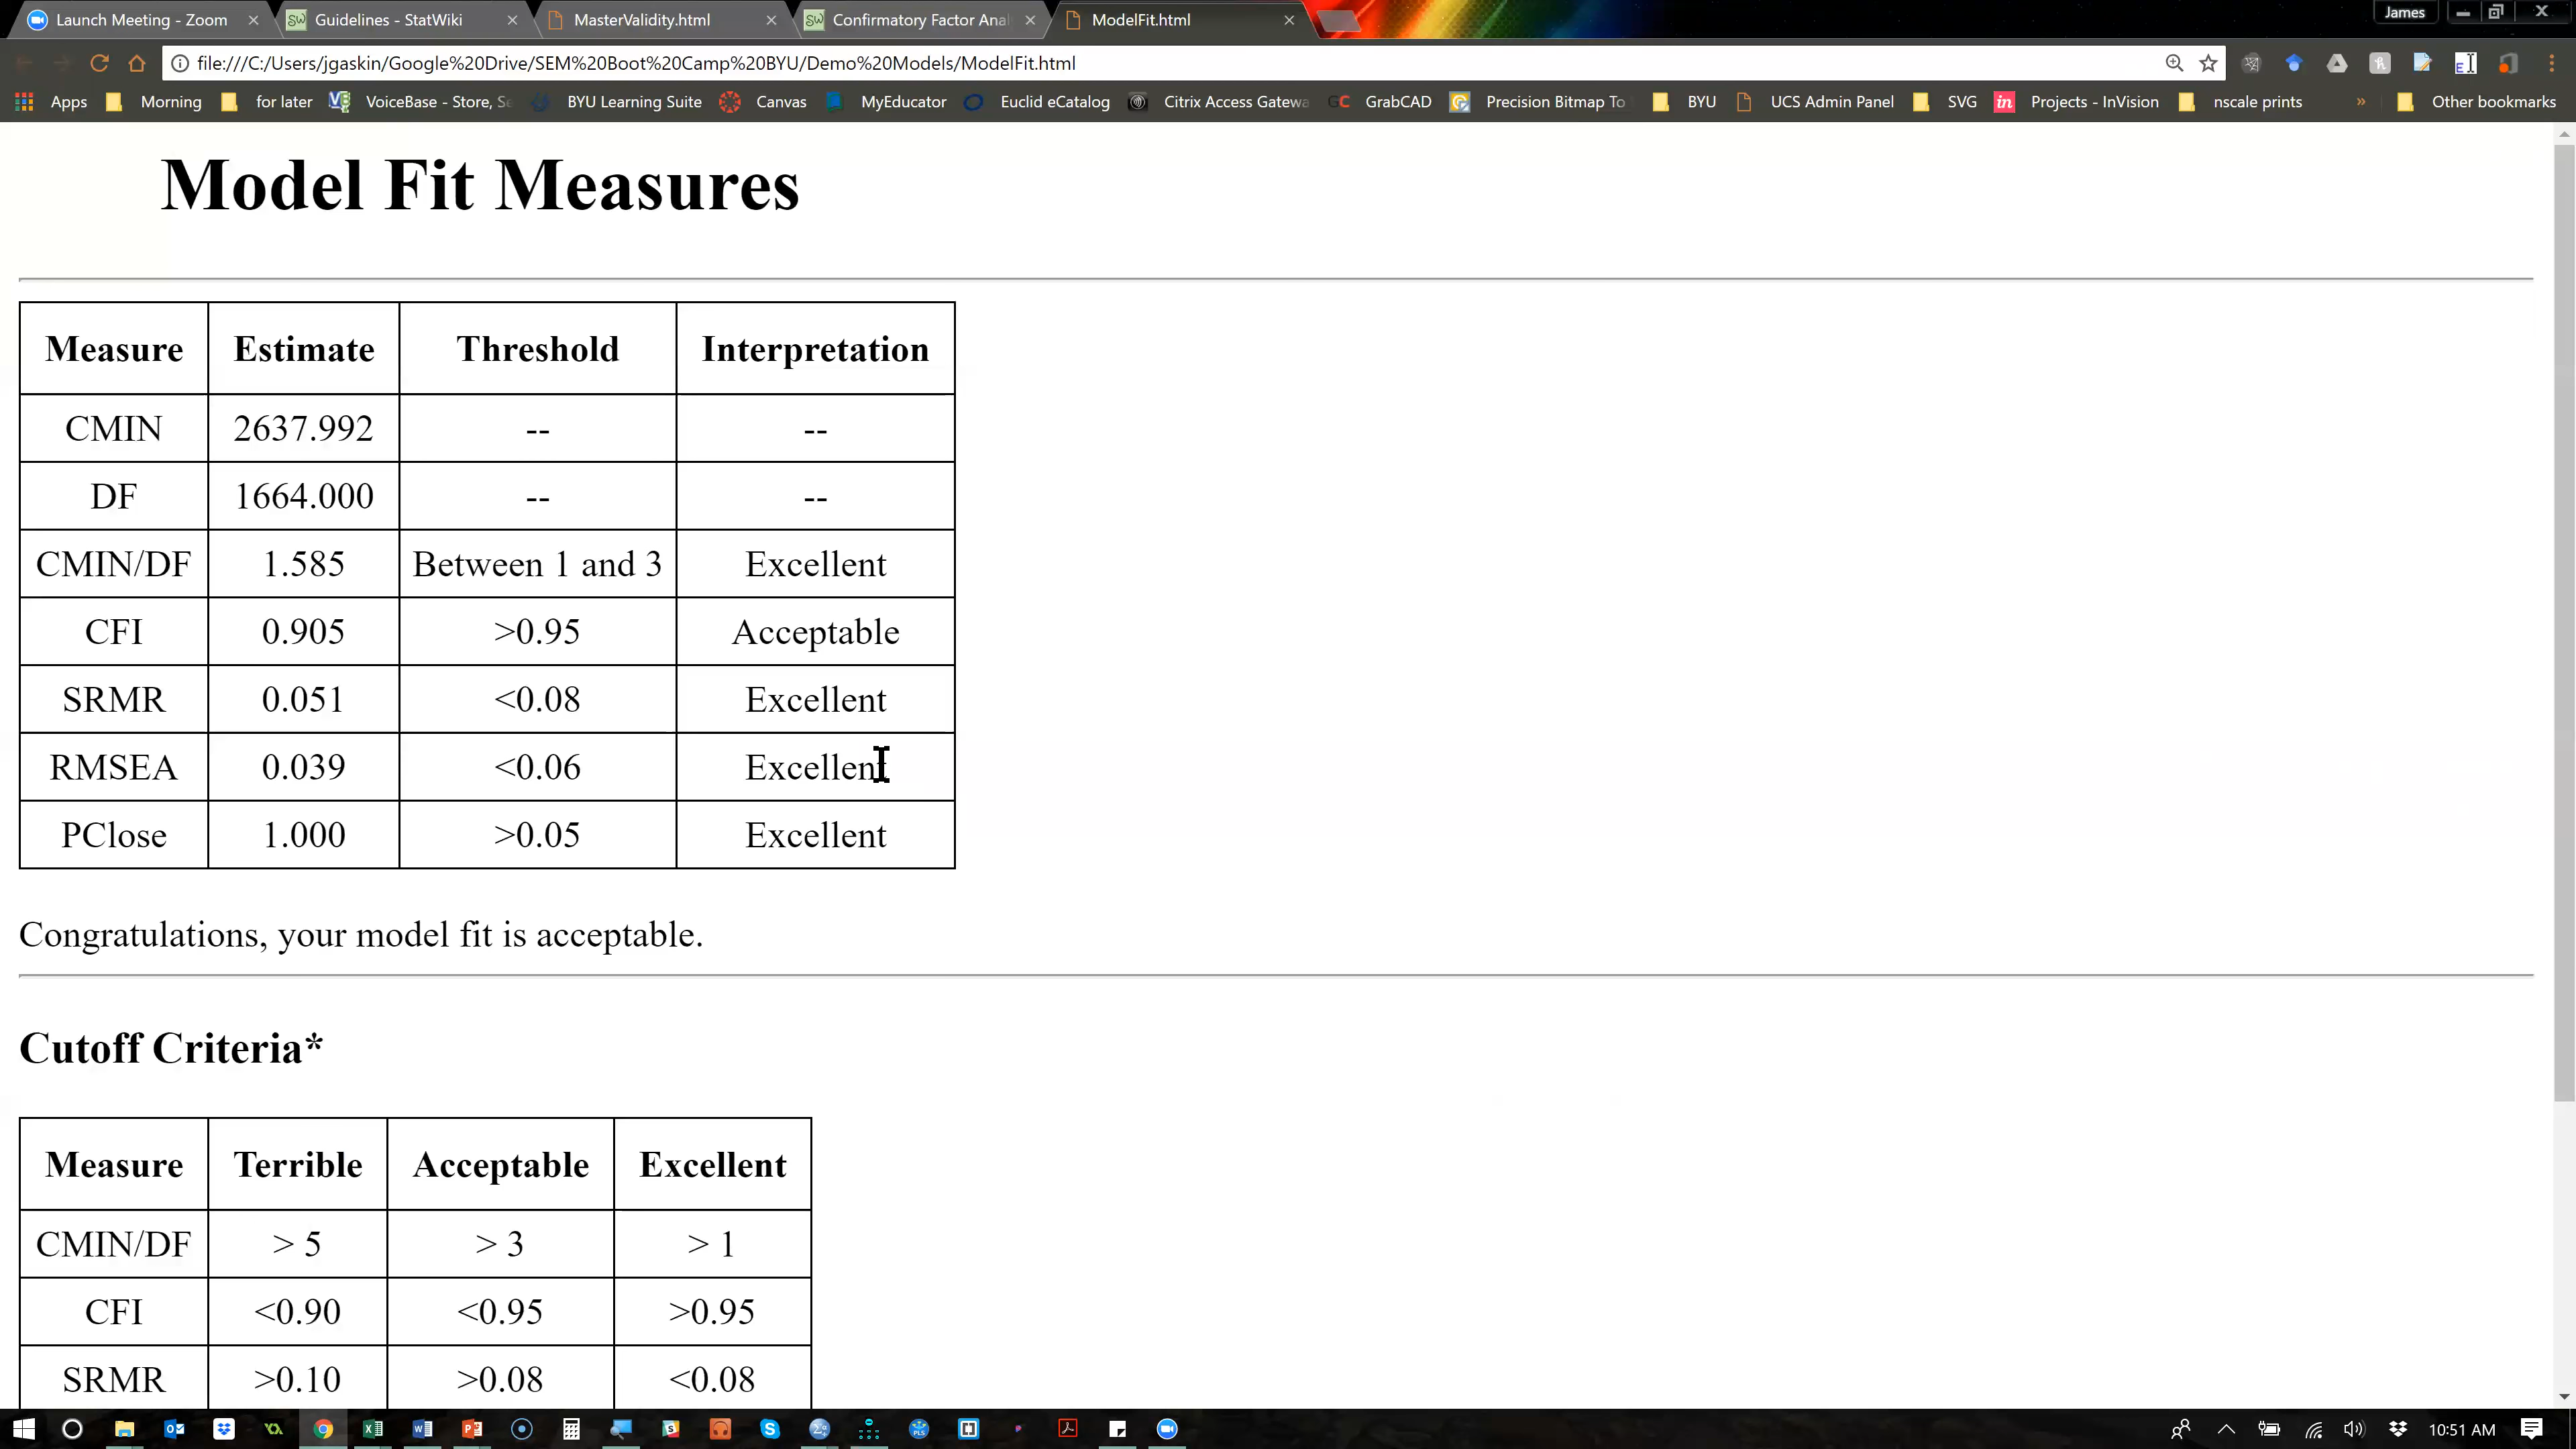 Launch Meeting - Zoom
Guidelines - StatWiki
MasterValidity.html
Confirmatory Factor Anal
ModelFit.html
James
file:///C:/Users/jgaskin/Google%20Drive/SEM%20Boot%20Camp%20BYU/Demo%20Models/ModelFit.html
Apps Morning for later VoiceBase - Store, Se BYU Learning Suite Canvas MyEducator Euclid eCatalog Citrix Access Gatewa GrabCAD Precision Bitmap To BYU UCS Admin Panel SVG Projects - InVision nscale prints » Other bookmarks
Model Fit Measures
Measure Estimate Threshold Interpretation
CMIN 2637.992 -- --
DF 1664.000 -- --
CMIN/DF 1.585 Between 1 and 3 Excellent
CFI 0.905 >0.95 Acceptable
SRMR 0.051 <0.08 Excellent
RMSEA 0.039 <0.06 Excellent
PClose 1.000 >0.05 Excellent
Congratulations, your model fit is acceptable.
Cutoff Criteria*
Measure Terrible Acceptable Excellent
CMIN/DF > 5 > 3 > 1
CFI <0.90 <0.95 >0.95
SRMR >0.10 >0.08 <0.08
10:51 AM